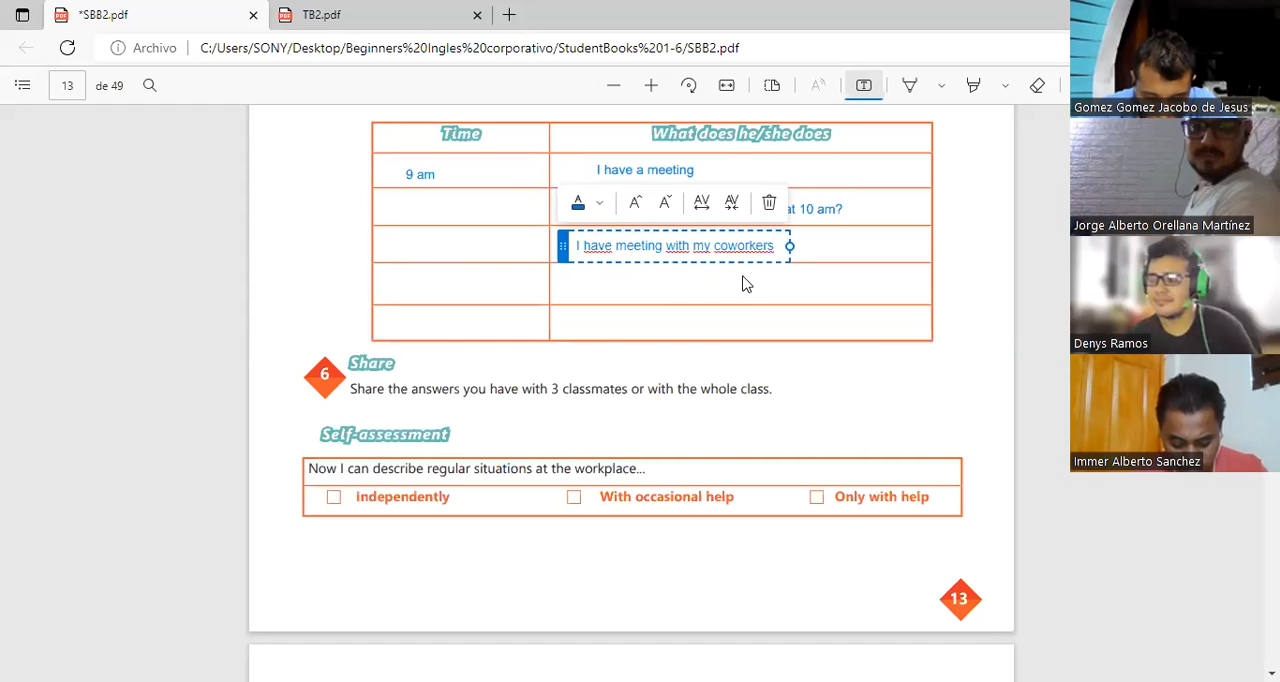 *SBB2.pdf
TB2.pdf
Archivo
C:/Users/SONY/Desktop/Beginners%20Ingles%20corporativo/StudentBooks%201-6/SBB2.pdf
13 de 49
Time
What does he/she does
9 am
I have a meeting
at 10 am?
I have meeting with my coworkers
6
Share
Share the answers you have with 3 classmates or with the whole class.
Self-assessment
Now I can describe regular situations at the workplace...
independently
With occasional help
Only with help
13
Gomez Gomez Jacobo de Jesus
Jorge Alberto Orellana Martínez
Denys Ramos
Immer Alberto Sanchez